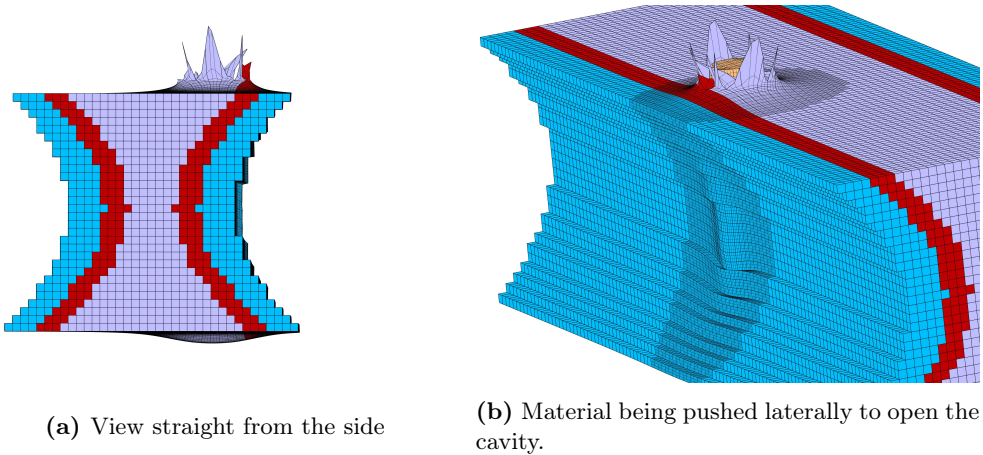 (a) View straight from the side
(b) Material being pushed laterally to open the
cavity.